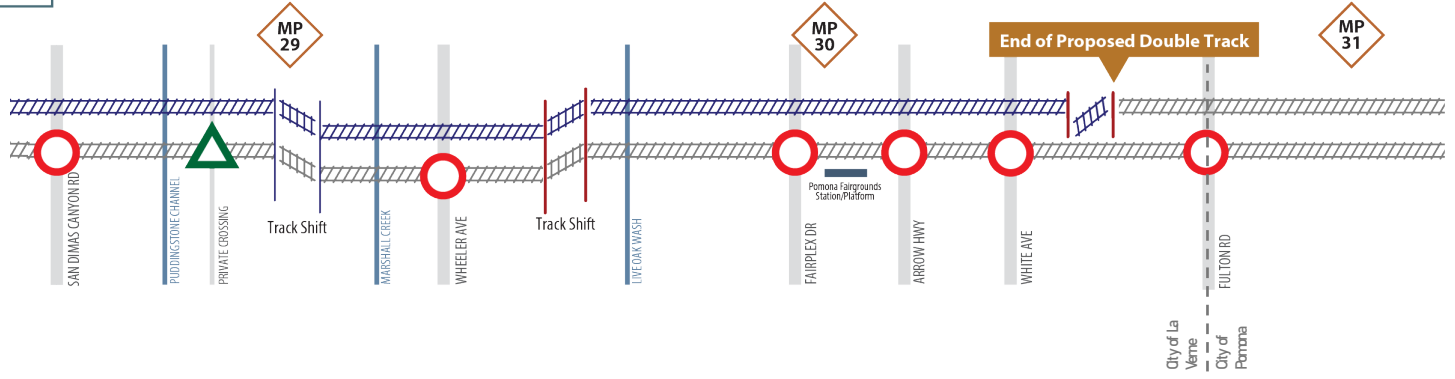 MP
29
MP
30
MP
31
End of Proposed Double Track
SAN DIMAS CANYON RD
PUDDINGSTONE CHANNEL
PRIVATE CROSSING
Track Shift
MARSHALL CREEK
WHEELER AVE
Track Shift
LIVE OAK WASH
Pomona Fairgrounds
Station/Platform
FAIRPLEX DR
ARROW HWY
WHITE AVE
FULTON RD
City of La
Verne
City of
Pomona